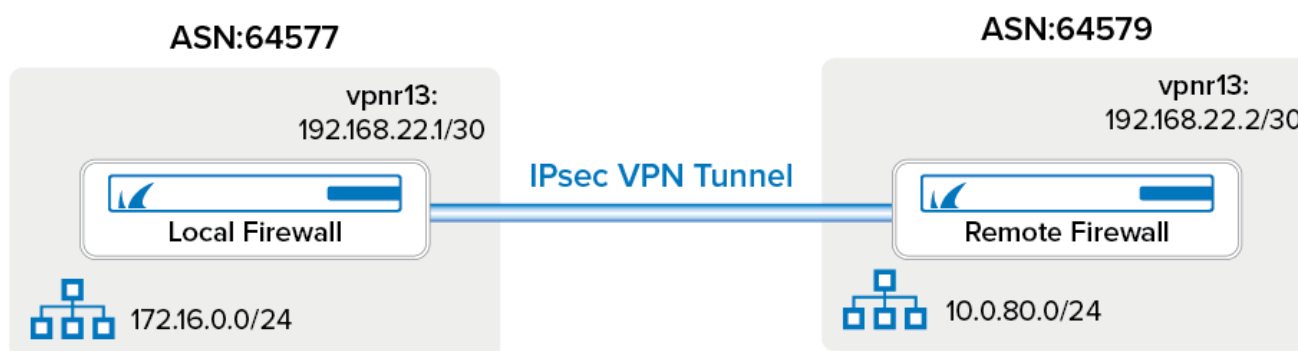 ASN:64577
vpnr13:
192.168.22.1/30
Local Firewall
172.16.0.0/24
IPsec VPN Tunnel
ASN:64579
vpnr13:
192.168.22.2/30
Remote Firewall
10.0.80.0/24